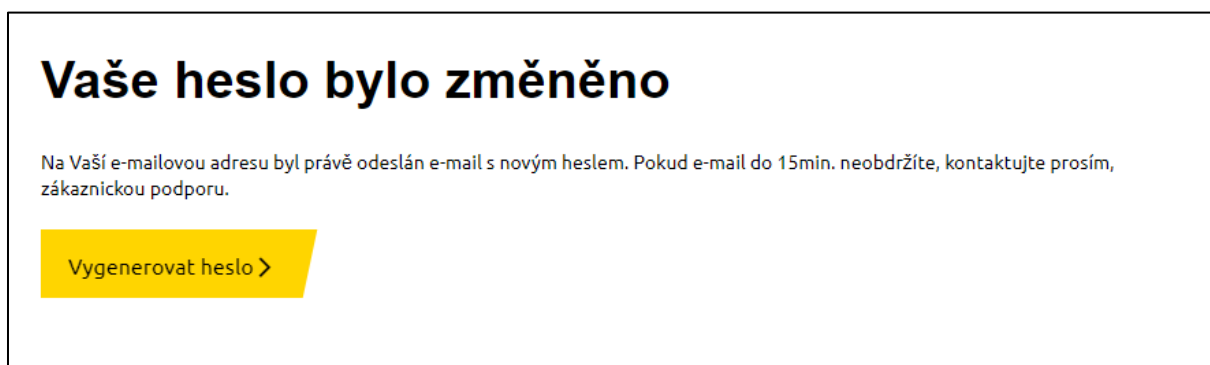 Vaše heslo bylo změněno
Na Vaší e-mailovou adresu byl právě odeslán e-mail s novým heslem. Pokud e-mail do 15min. neobdržíte, kontaktujte prosím,
zákaznickou podporu.
Vygenerovat heslo